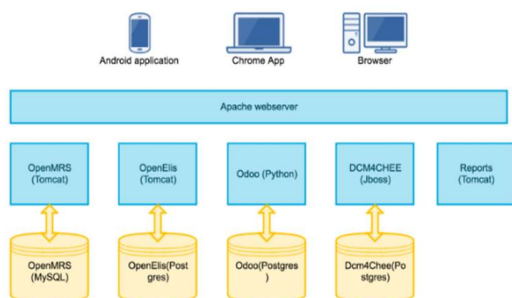 Android application
Chrome App
Browser
Apache webserver
OpenMRS
(Tomcat)
OpenElis
(Tomcat)
Odoo (Python)
DCM4CHEE
(Jboss)
Reports
(Tomcat)
OpenMRS
(MySQL)
OpenElis(Post
gres)
Odoo(Postgres
)
Dcm4Chee(Po
stgres)